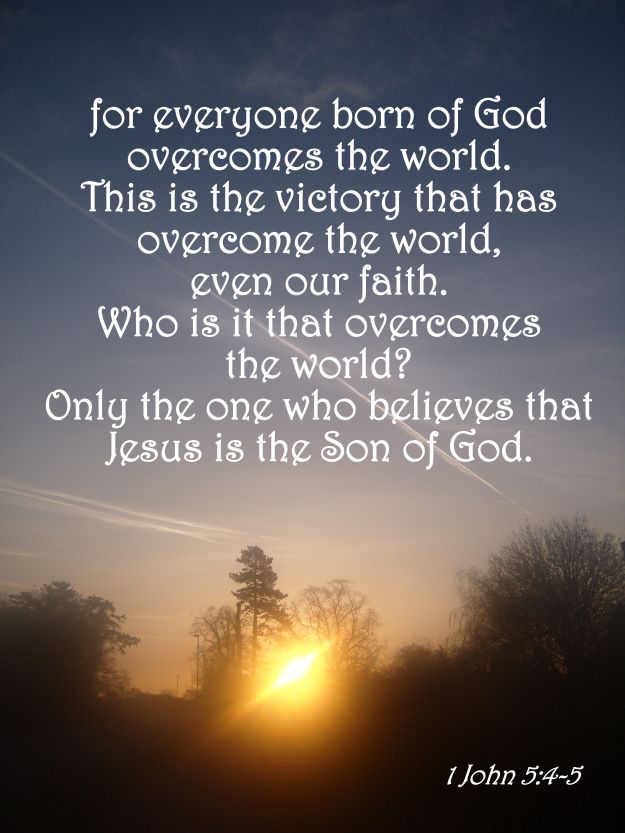 for everyone born of God
overcomes the world.
This is the victory that has
overcome the world,
even our faith.
Who is it that overcomes
the world?
Only the one who believes that
Jesus is the Son of God.
1 John 5:4-5